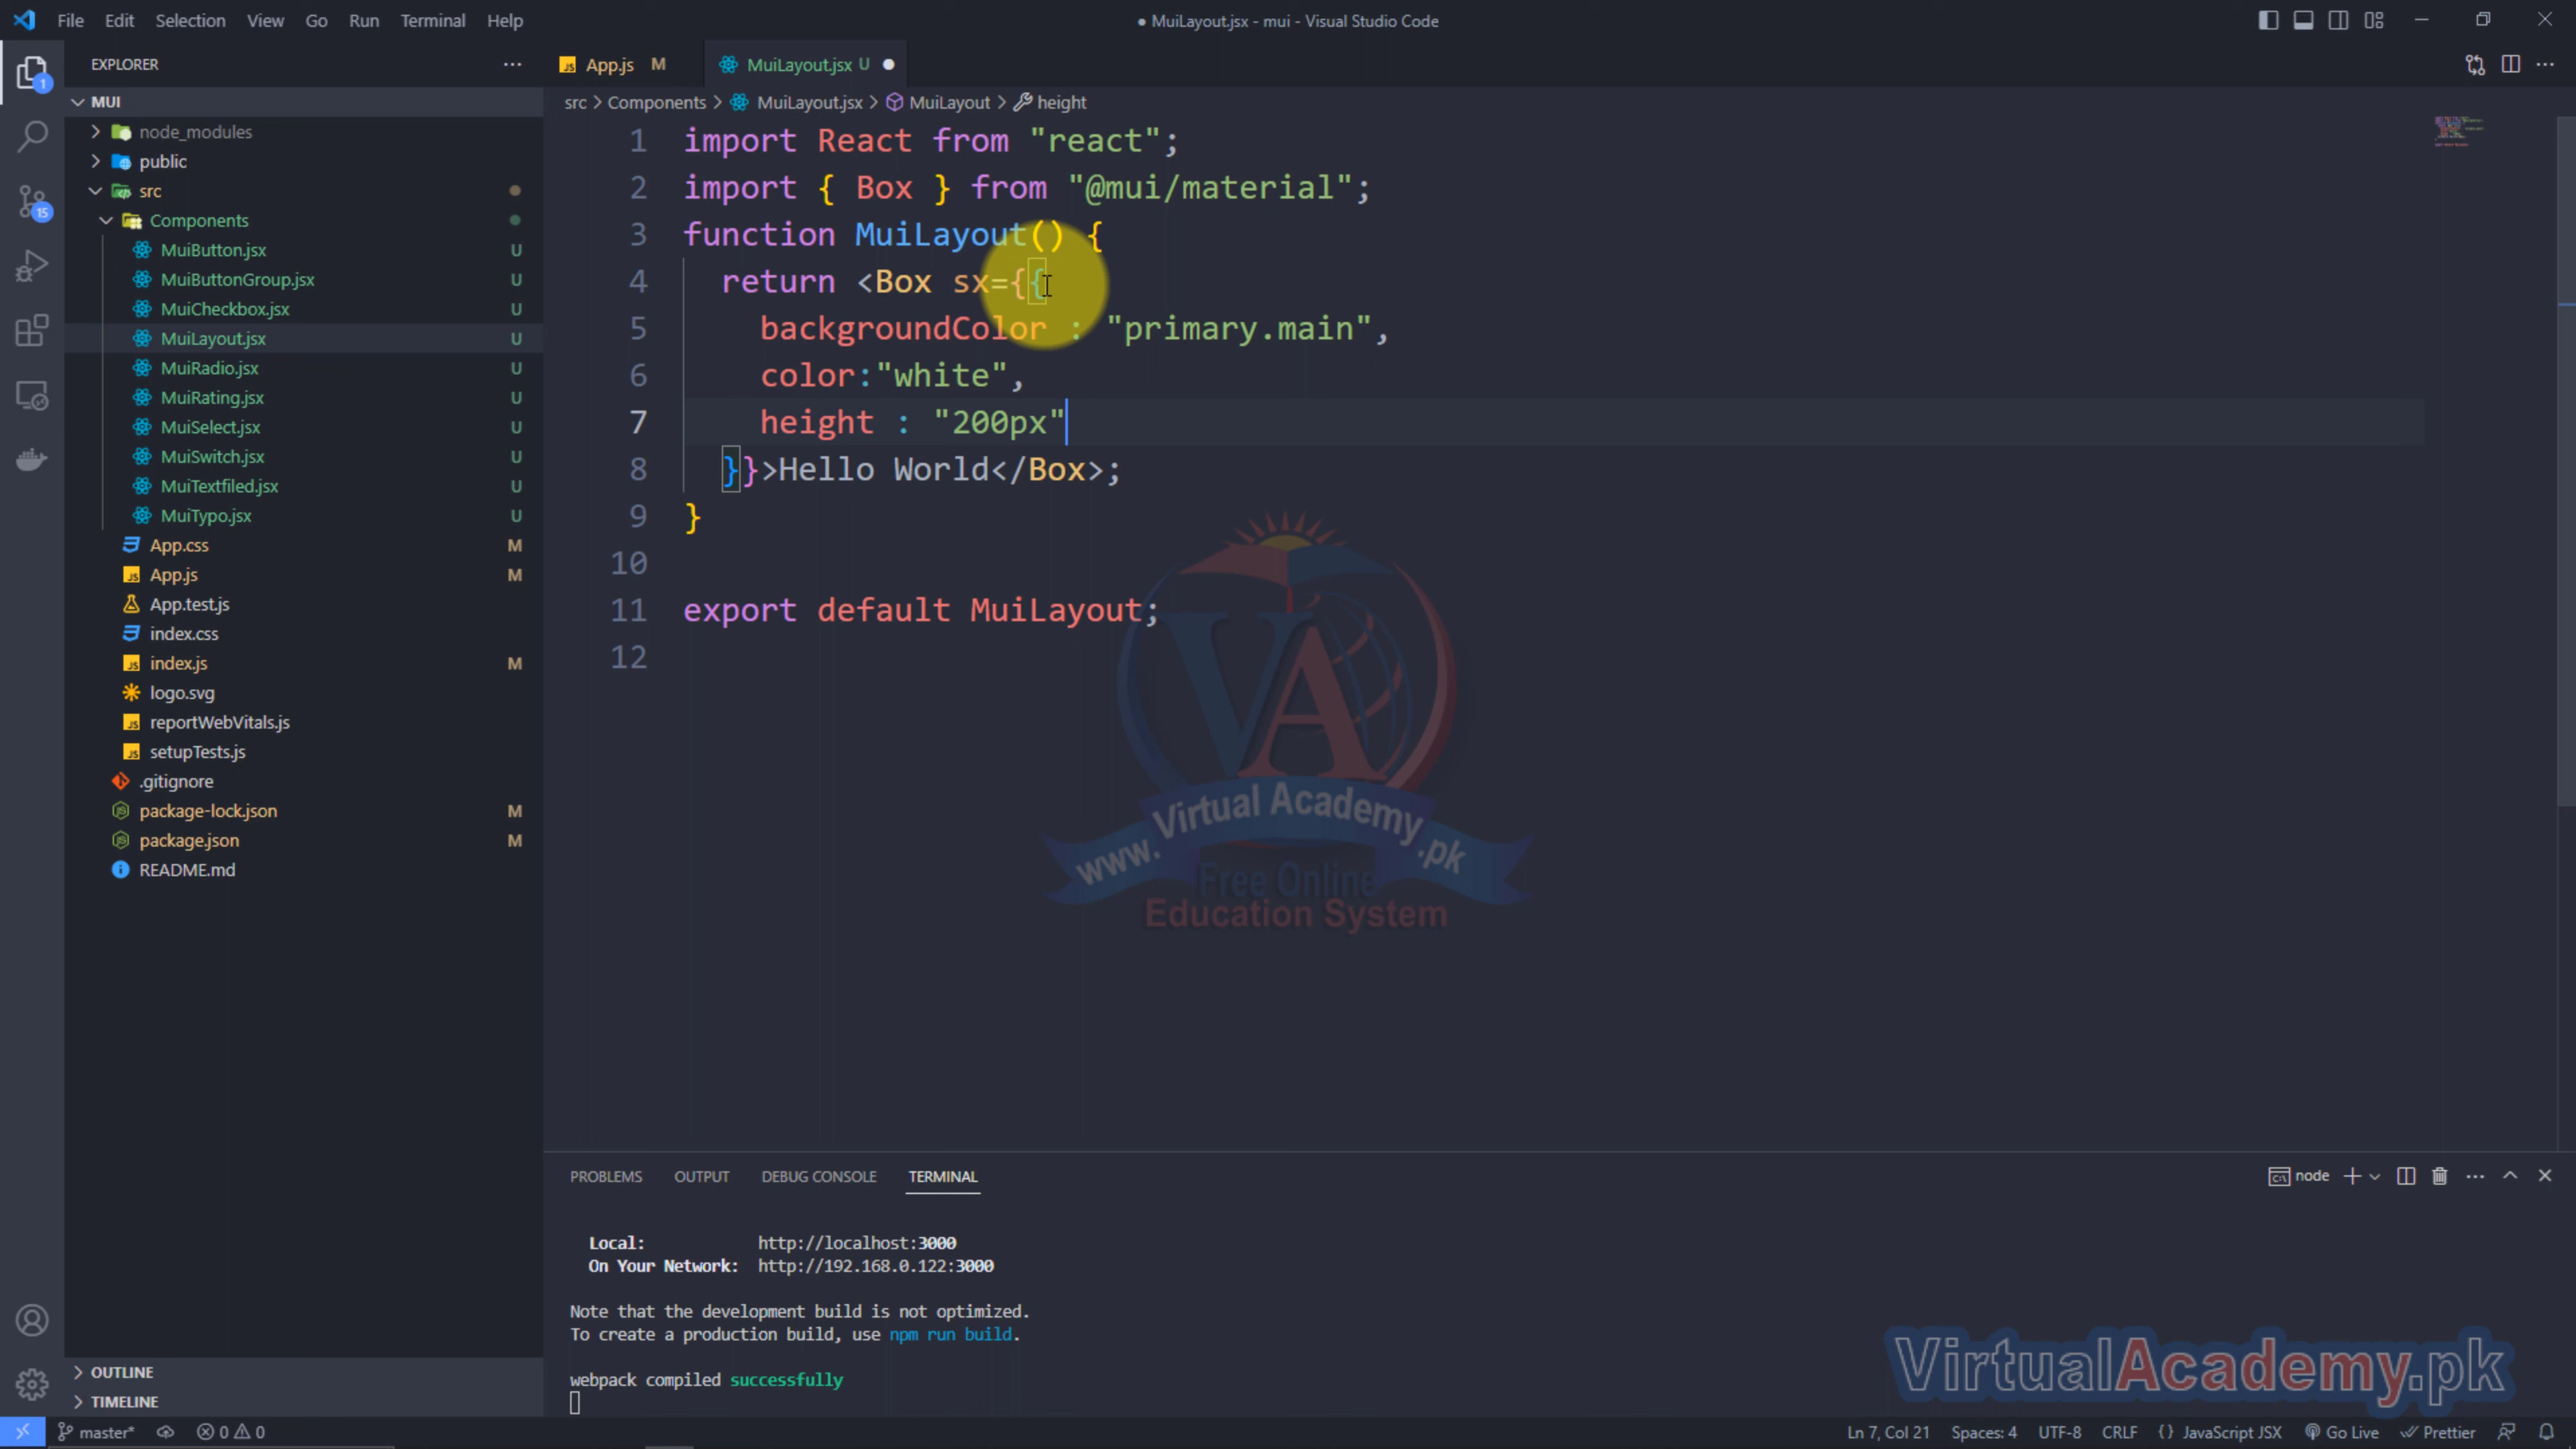 File Edit Selection View Go Run Terminal Help
● MuiLayout.jsx - mui - Visual Studio Code
EXPLORER
MUI
node_modules
public
src
Components
MuiButton.jsx U
MuiButtonGroup.jsx U
MuiCheckbox.jsx U
MuiLayout.jsx U
MuiRadio.jsx U
MuiRating.jsx U
MuiSelect.jsx U
MuiSwitch.jsx U
MuiTextfiled.jsx U
MuiTypo.jsx U
App.css M
App.js M
App.test.js
index.css
index.js M
logo.svg
reportWebVitals.js
setupTests.js
.gitignore
package-lock.json M
package.json M
README.md
OUTLINE
TIMELINE
1
15
App.js M
MuiLayout.jsx U
src > Components > MuiLayout.jsx > MuiLayout > height
1 import React from "react";
2 import { Box } from "@mui/material";
3 function MuiLayout() {
4 return <Box sx={{
5 backgroundColor : "primary.main",
6 color:"white",
7 height : "200px"
8 }}>Hello World</Box>;
9 }
10
11 export default MuiLayout;
12
VA
www.VirtualAcademy.pk
Free Online
Education System
PROBLEMS OUTPUT DEBUG CONSOLE TERMINAL
node
Local: http://localhost:3000
On Your Network: http://192.168.0.122:3000
Note that the development build is not optimized.
To create a production build, use npm run build.
webpack compiled successfully
VirtualAcademy.pk
master* 0 0
Ln 7, Col 21 Spaces: 4 UTF-8 CRLF {} JavaScript JSX Go Live Prettier